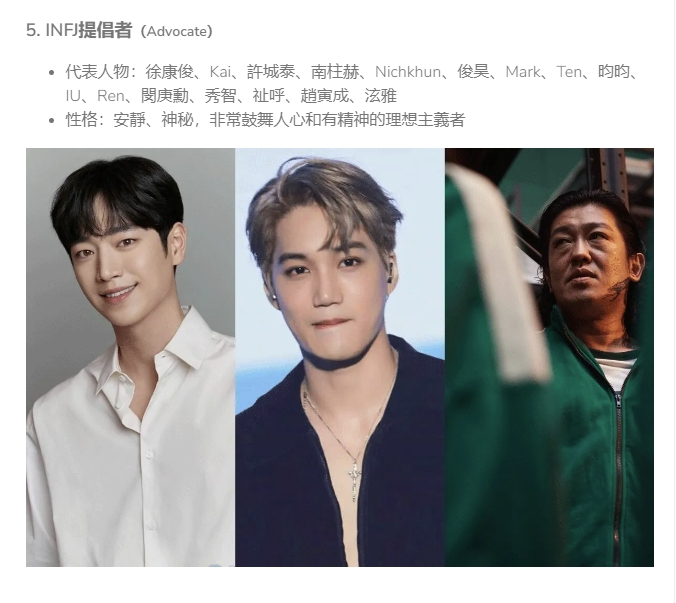 5. INFJ提倡者（Advocate）
代表人物：徐康俊、Kai、許城泰、南柱赫、Nichkhun、俊昊、Mark、Ten、昀昀、
IU、Ren、閔庚勳、秀智、祉呼、趙寅成、泫雅
性格：安靜、神秘，非常鼓舞人心和有精神的理想主義者